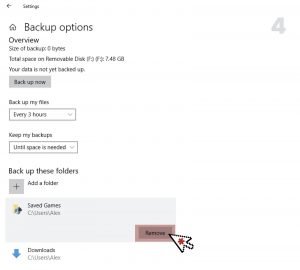 Settings
4
Backup options
Overview
Size of backup: 0 bytes
Total space on Removable Disk (F:) (F:): 7.48 GB
Your data is not yet backed up.
Back up now
Back up my files
Every 3 hours
Keep my backups
Until space is needed
Back up these folders
Add a folder
Saved Games
C:\Users\Alex
Remove
Downloads
C:\Users\Alex